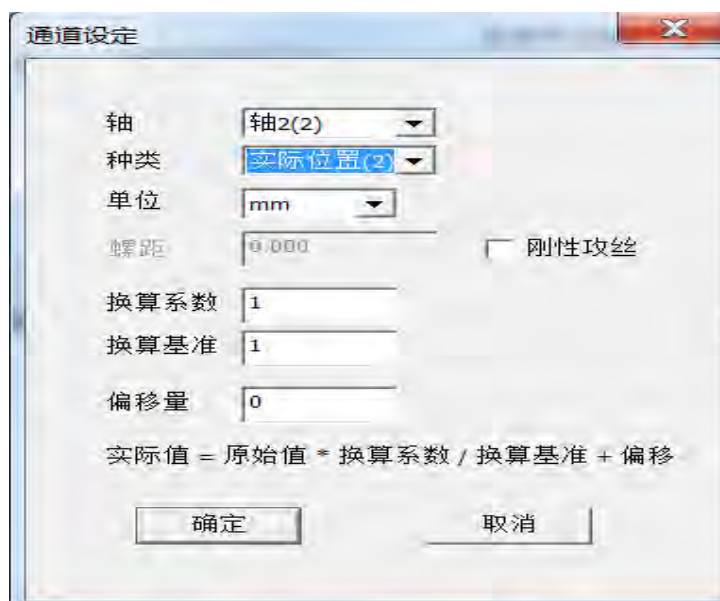 通道设定
轴 轴2(2)
种类 实际位置(2)
单位 mm
螺距 0.000 刚性攻丝
换算系数 1
换算基准 1
偏移量 0
实际值 = 原始值 * 换算系数 / 换算基准 + 偏移
确定 取消